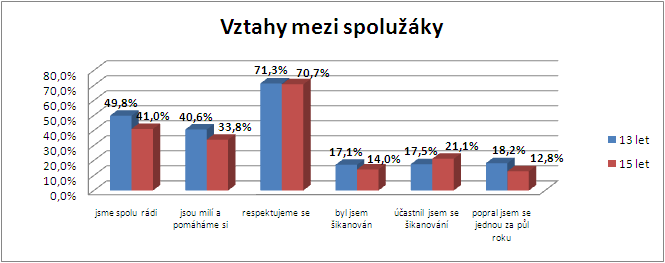 Vztahy mezi spolužáky
80,0%
70,0%
60,0%
50,0%
40,0%
30,0%
20,0%
10,0%
0,0%
49,8%
41,0%
40,6%
33,8%
71,3%
70,7%
17,1%
14,0%
17,5%
21,1%
18,2%
12,8%
13 let
15 let
jsme spolu rádi
jsou milí a
pomáháme si
respektujeme se
byl jsem
šikanován
účastnil jsem se
šikanování
popral jsem se
jednou za půl
roku